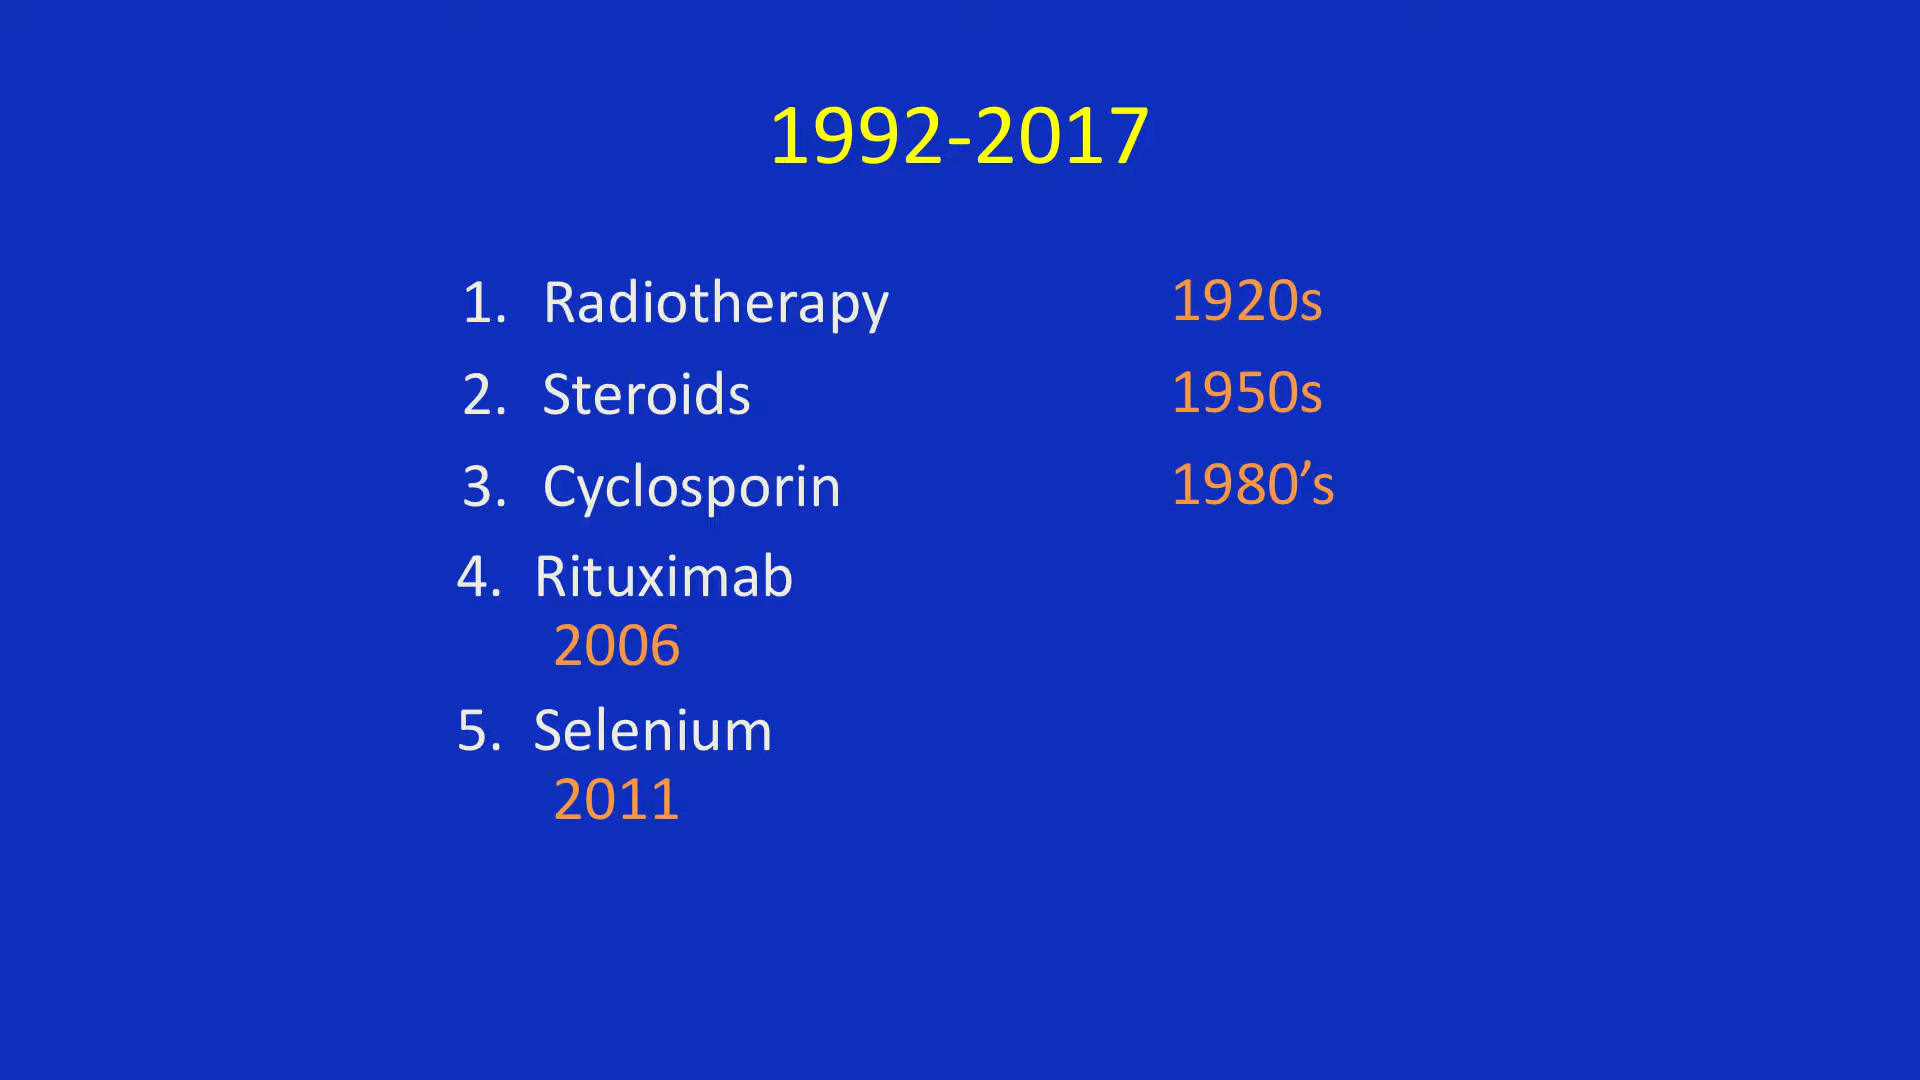 1992-2017
1. Radiotherapy 1920s
2. Steroids 1950s
3. Cyclosporin 1980’s
4. Rituximab
2006
5. Selenium
2011